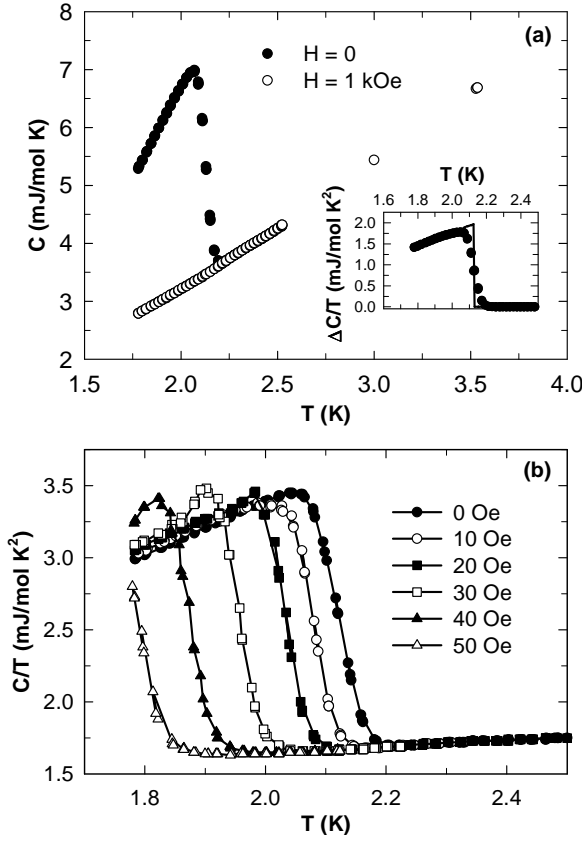 (a)
8
7
6
5
4
3
2
C (mJ/mol K)
H = 0
H = 1 kOe
T (K)
1.6 2.0 2.4
2.0
1.5
1.0
0.5
0.0
ΔC/T (mJ/mol K²)
1.5 2.0 2.5 3.0 3.5 4.0
T (K)
(b)
3.5
3.0
2.5
2.0
1.5
C/T (mJ/mol K²)
0 Oe
10 Oe
20 Oe
30 Oe
40 Oe
50 Oe
1.8 2.0 2.2 2.4
T (K)